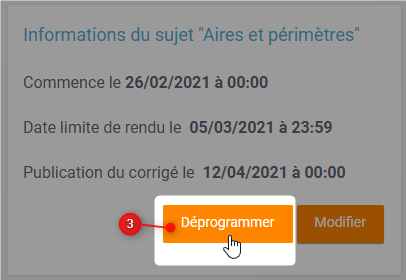 Informations du sujet "Aires et périmètres"
Commence le 26/02/2021 à 00:00
Date limite de rendu le 05/03/2021 à 23:59
Publication du corrigé le 12/04/2021 à 00:00
3 Déprogrammer Modifier